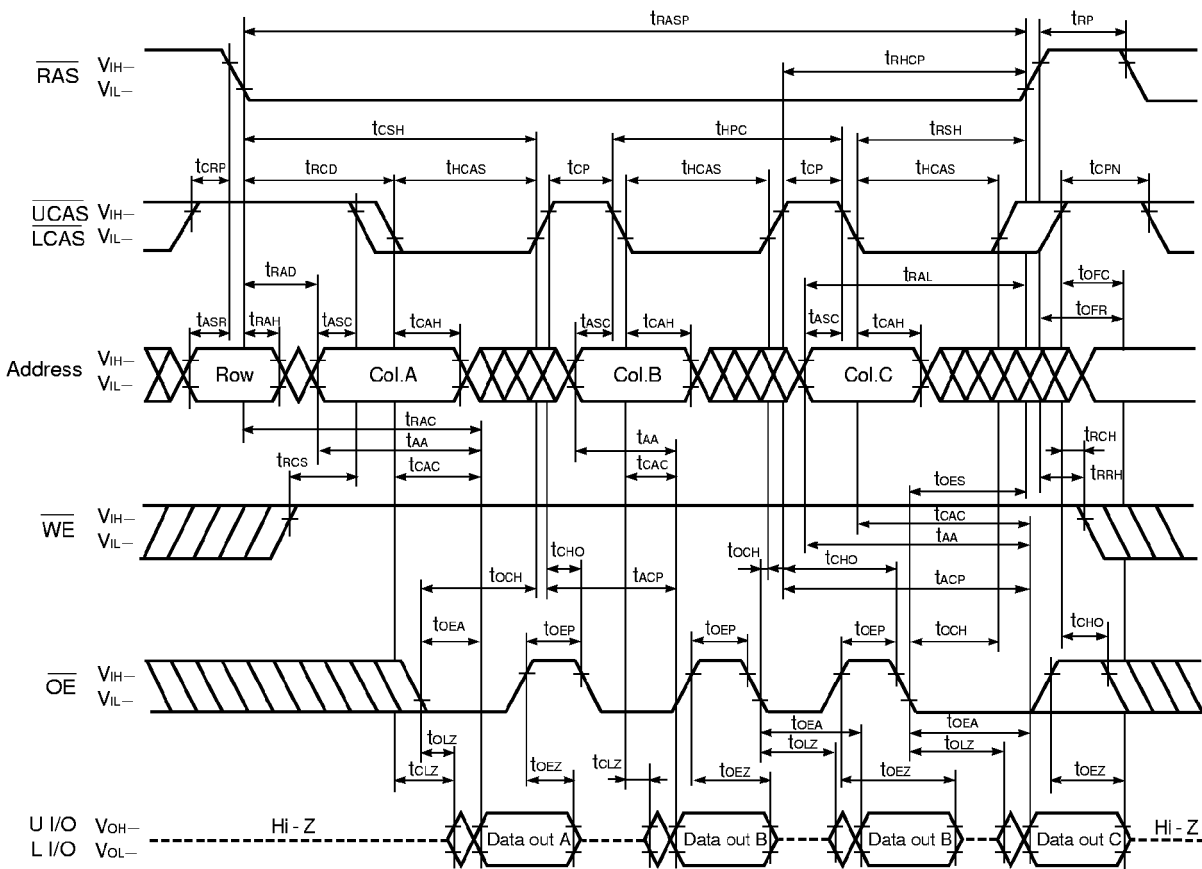 tRASP tRP
RAS VIH tRHCP
VIL
tCSH tHPC tRSH
tCRP tRCD tHCAS tCP tHCAS tCP tHCAS tCPN
UCAS VIH
LCAS VIL
tRAD tRAL tOFC
tASR tRAH tASC tCAH tASC tCAH tASC tCAH tOFR
Address VIH VIL Row Col.A Col.B Col.C
tRAC
tAA tAA tRCH
tRCS tCAC tCAC tOES tRRH
WE VIH tCAC
VIL tAA
tOCH tCHO tACP tOCH tCHO tACP
tOEA tOEP tOEP tOEP tOCH tCHO
OE VIH
VIL
tOEA tOEA
tOLZ tOLZ tOLZ
tCLZ tOEZ tCLZ tOEZ tOEZ tOEZ
U I/O VOH Hi - Z Hi - Z
L I/O VOL Data out A Data out B Data out B Data out C